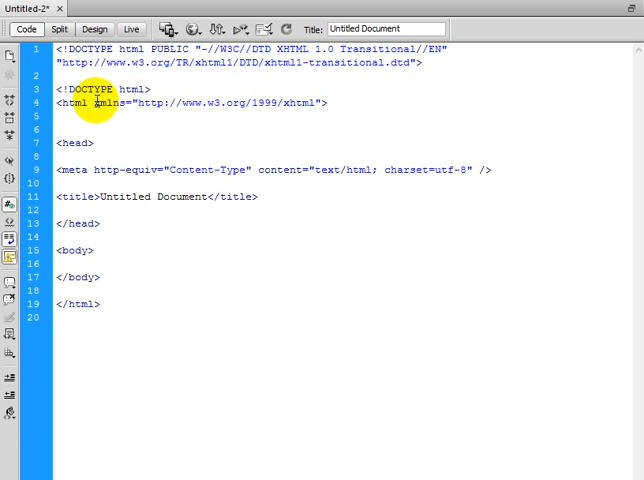 Untitled-2* ×
Code Split Design Live Title: Untitled Document
1 <!DOCTYPE html PUBLIC "-//W3C//DTD XHTML 1.0 Transitional//EN"
"http://www.w3.org/TR/xhtml1/DTD/xhtml1-transitional.dtd">
2
3 <!DOCTYPE html>
4 <html xmlns="http://www.w3.org/1999/xhtml">
5
6
7 <head>
8
9 <meta http-equiv="Content-Type" content="text/html; charset=utf-8" />
10
11 <title>Untitled Document</title>
12
13 </head>
14
15 <body>
16
17 </body>
18
19 </html>
20